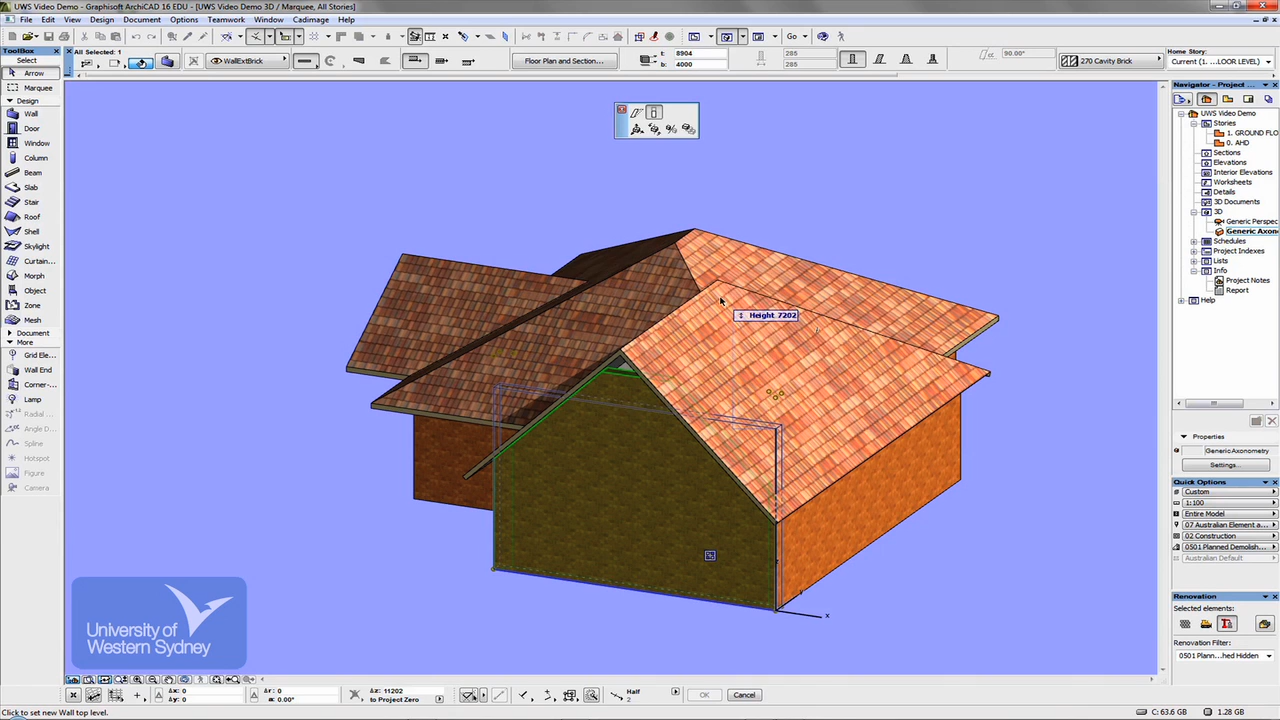 UWS Video Demo - Graphisoft ArchiCAD 16 EDU - [UWS Video Demo 3D / Marquee, All Stories]
File Edit View Design Document Options Teamwork Window Cadimage Help
Go
ToolBox
Select
Arrow
Marquee
Design
Wall
Door
Window
Column
Beam
Slab
Stair
Roof
Shell
Skylight
Curtain...
Morph
Object
Zone
Mesh
Document
More
Grid Ele...
Wall End
Corner-...
Lamp
Radial ...
Angle D...
Spline
Hotspot
Figure
Camera
All Selected: 1
WallExtBrick
Floor Plan and Section...
t: 8904
b: 4000
285
285
90.00°
270 Cavity Brick
Home Story:
Current (1. ...LOOR LEVEL)
Height 7202
x
University of
Western Sydney
Navigator - Project ...
UWS Video Demo
Stories
1. GROUND FLO
0. AHD
Sections
Elevations
Interior Elevations
Worksheets
Details
3D Documents
3D
Generic Perspec
Generic Axon
Schedules
Project Indexes
Lists
Info
Project Notes
Report
Help
Properties
GenericAxonometry
Settings...
Quick Options
Custom
1:100
Entire Model
07 Australian Element a...
02 Construction
0501 Planned Demolish...
Australian Default
Renovation
Selected elements:
Renovation Filter:
0501 Plann...hed Hidden
Δx: 0
Δy: 0
Δr: 0
a: 0.00°
Δz: 11202
to Project Zero
Half
2
OK
Cancel
Click to set new Wall top level.
C: 63.6 GB
1.28 GB